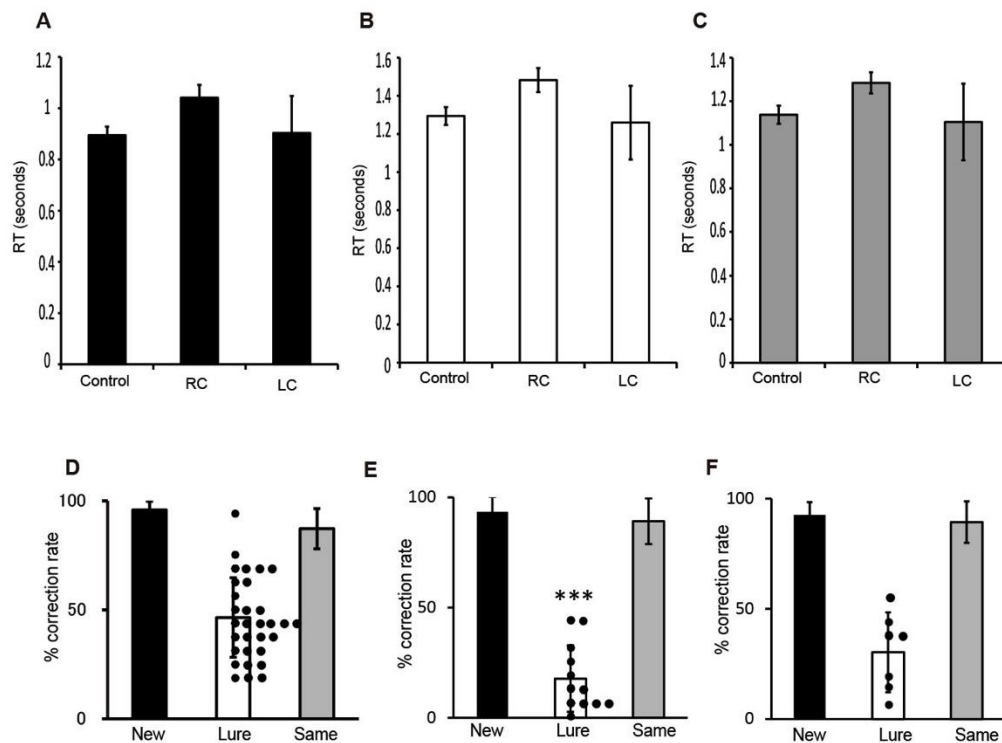 A
RT (seconds)
1.2
1
0.8
0.6
0.4
0.2
0
Control RC LC
B
RT (seconds)
1.6
1.4
1.2
1
1.8
1.6
1.4
1.2
0
Control RC LC
C
RT (seconds)
1.4
1.2
1
0.8
0.6
0.4
0.2
0
Control RC LC
D
% correction rate
100
50
0
New Lure Same
E
% correction rate
100
50
0
***
New Lure Same
F
% correction rate
100
50
0
New Lure Same